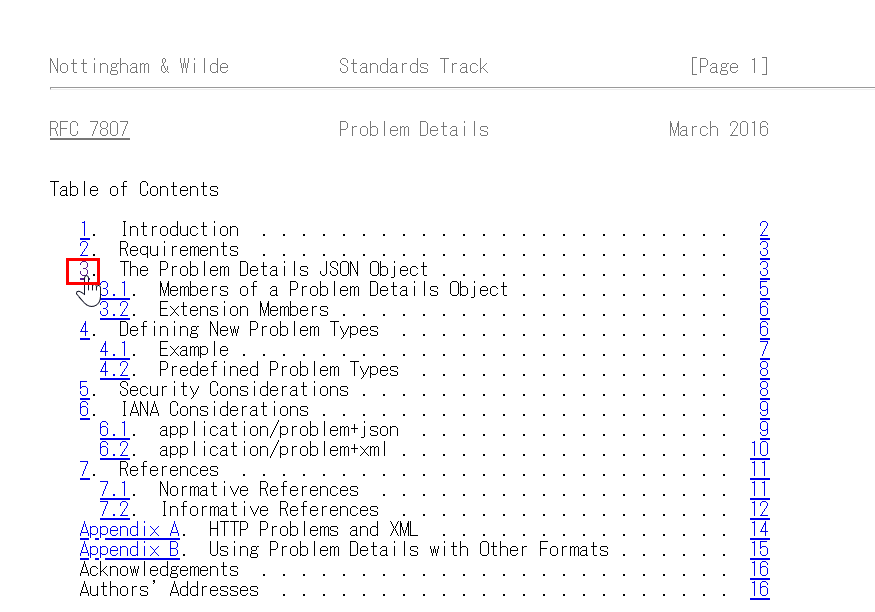 Nottingham & Wilde Standards Track [Page 1]
RFC 7807 Problem Details March 2016
Table of Contents
1. Introduction . . . . . . . . . . . . . . . . . . . . . . . . 2
2. Requirements . . . . . . . . . . . . . . . . . . . . . . . . 3
3. The Problem Details JSON Object . . . . . . . . . . . . . . . 3
3.1. Members of a Problem Details Object . . . . . . . . . . . 5
3.2. Extension Members . . . . . . . . . . . . . . . . . . . . 6
4. Defining New Problem Types . . . . . . . . . . . . . . . . . 6
4.1. Example . . . . . . . . . . . . . . . . . . . . . . . . . 7
4.2. Predefined Problem Types . . . . . . . . . . . . . . . . 8
5. Security Considerations . . . . . . . . . . . . . . . . . . . 8
6. IANA Considerations . . . . . . . . . . . . . . . . . . . . . 9
6.1. application/problem+json . . . . . . . . . . . . . . . . 9
6.2. application/problem+xml . . . . . . . . . . . . . . . . . 10
7. References . . . . . . . . . . . . . . . . . . . . . . . . . 11
7.1. Normative References . . . . . . . . . . . . . . . . . . 11
7.2. Informative References . . . . . . . . . . . . . . . . . 12
Appendix A. HTTP Problems and XML . . . . . . . . . . . . . . . . 14
Appendix B. Using Problem Details with Other Formats . . . . . . 15
Acknowledgements . . . . . . . . . . . . . . . . . . . . . . . . 16
Authors' Addresses . . . . . . . . . . . . . . . . . . . . . . . 16